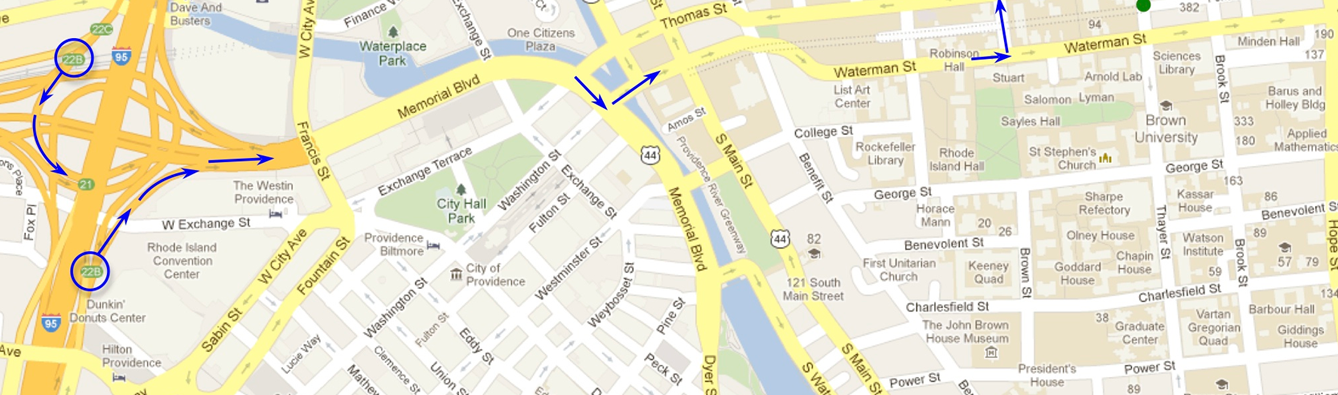 Dave And
Busters
22C
22B
95
W City Av
Finance W
Waterplace
Park
Exchange St
Ct
One Citizens
Plaza
St
Thomas St
382
94
190
Minden Hall
137
Waterman St
Robinson
Hall
Waterman St
Sciences
Library
Brook St
Stuart
Arnold Lab
List Art
Center
Salomon
Lyman
Barus and
Holley Bldg
Memorial Blvd
Sayles Hall
Brown
University
333
180
Applied
Mathematics
Amos St
College St
Francis St
Rockefeller
Library
Rhode
Island Hall
St Stephen's
Church
George St
Exchange Terrace
Washington St
Exchange St
44
S Main St
Providence River Greenway
Benefit St
21
The Westin
Providence
City Hall
Park
Fulton St
Memorial Blvd
George St
163
Sharpe
Refectory
Kassar
House
86
Fox Pl
W Exchange St
Horace
Mann
20
26
Thayer St
Benevolent St
Hope S
Providence
Biltmore
Westminster St
44
82
Benevolent St
Olney House
Watson
Institute
89
Brook St
Rhode Island
Convention
Center
W City Ave
Fountain St
City of
Providence
Weybosset St
First Unitarian
Church
Keeney
Quad
Brown St
Goddard
House
Chapin
House
59
57
79
22B
Washington St
121 South
Main Street
Charlesfield St
Charlesfield St
134
Dunkin'
Donuts Center
95
Sabin St
Fulton St
Pine St
38
The John Brown
House Museum
Graduate
Center
Vartan
Gregorian
Quad
Barbour Hall
Giddings
House
Ave
Hilton
Providence
Lucie Way
Eddy St
Clemence St
Union St
Peck St
Dyer S
S Wat
S Main St
Power St
President's
House
Power St
89